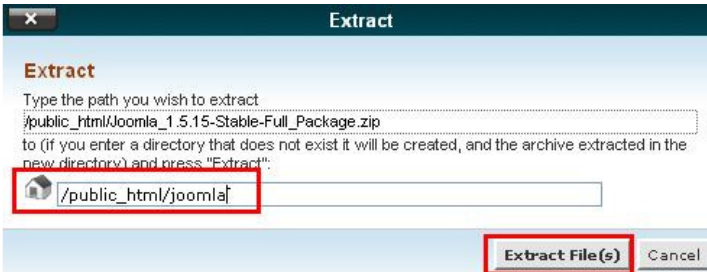 Extract
Extract
Type the path you wish to extract
/public_html/Joomla_1.5.15-Stable-Full_Package.zip
to (if you enter a directory that does not exist it will be created, and the archive extracted in the
new directory) and press "Extract":
/public_html/joomla
Extract File(s) Cancel